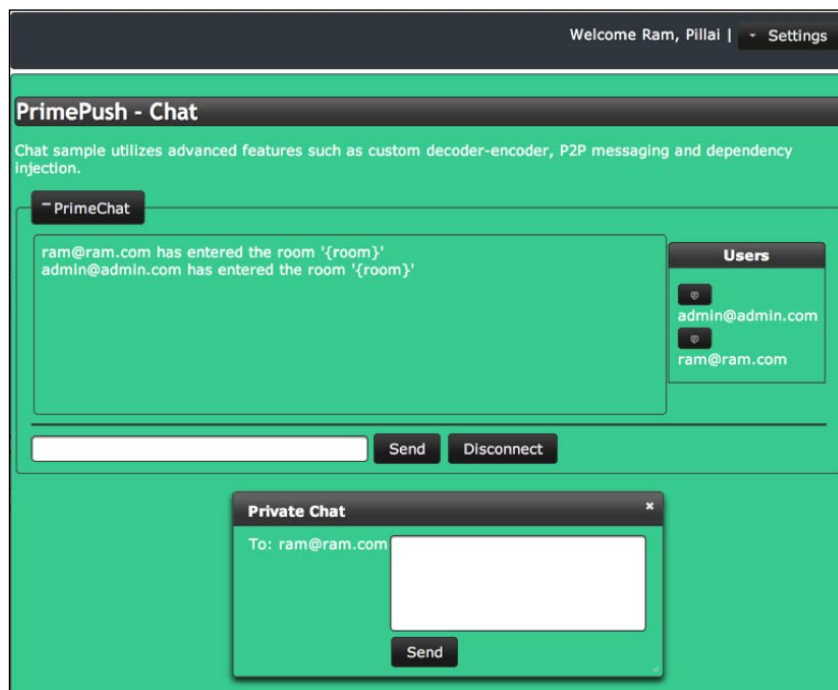 Welcome Ram, Pillai | Settings
PrimePush - Chat
Chat sample utilizes advanced features such as custom decoder-encoder, P2P messaging and dependency
injection.
PrimeChat
ram@ram.com has entered the room '{room}'
admin@admin.com has entered the room '{room}'
Users
admin@admin.com
ram@ram.com
Send Disconnect
Private Chat
To: ram@ram.com
Send